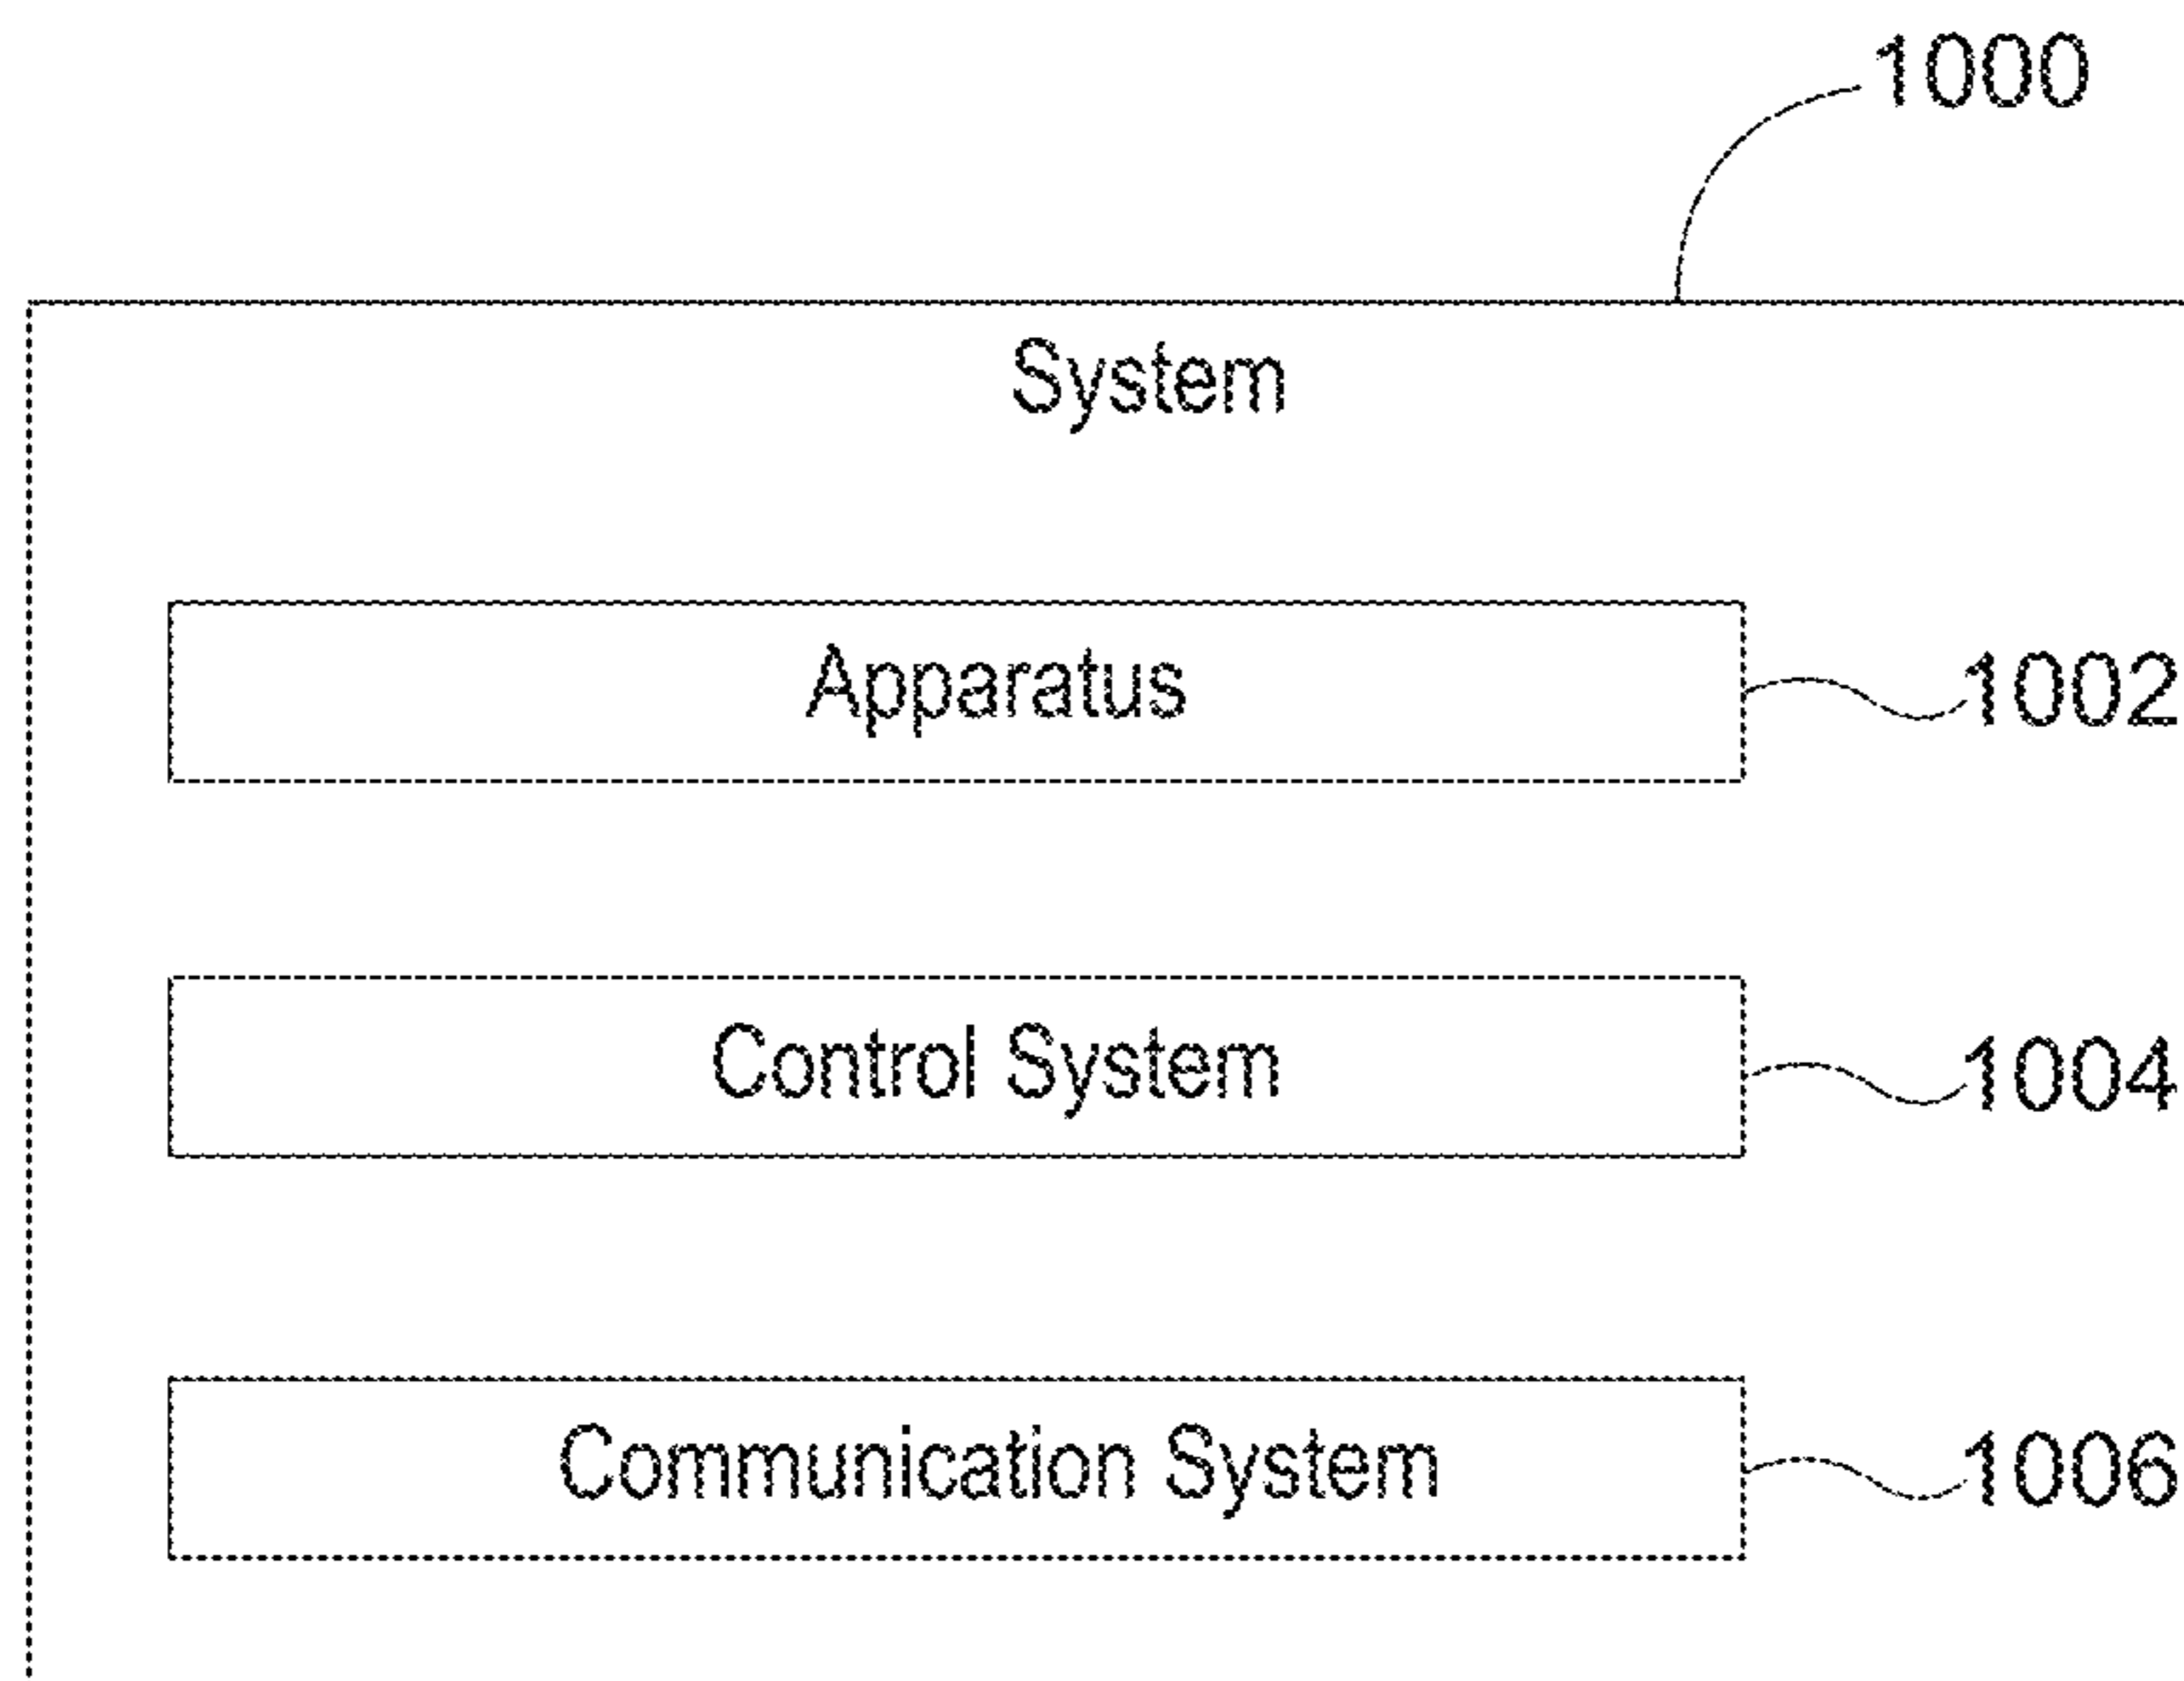 1000
System
Apparatus
1002
Control System
1004
Communication System
1006